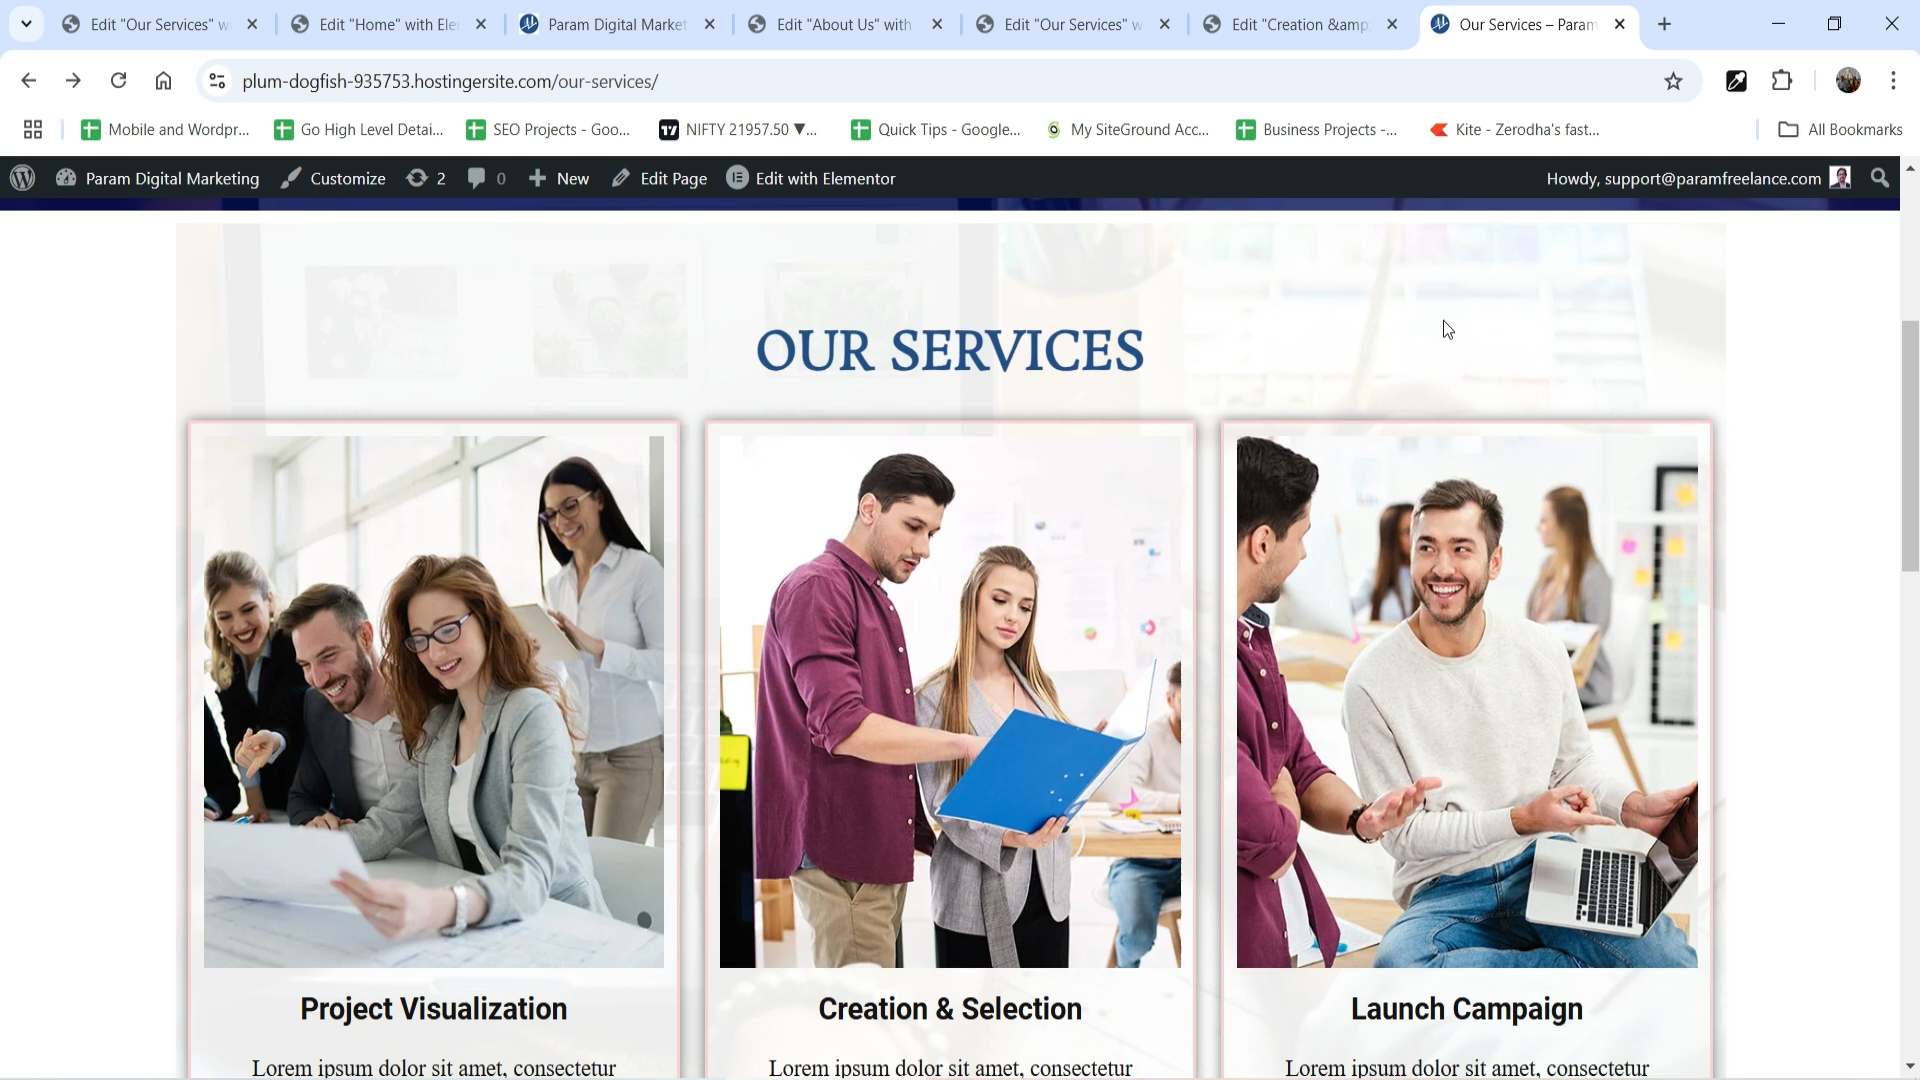 Edit "Our Services" wi
Edit "Home" with Ele
Param Digital Market
Edit "About Us" with
Edit "Our Services" w
Edit "Creation &amp
Our Services – Param
plum-dogfish-935753.hostingersite.com/our-services/
Mobile and Wordpr...
Go High Level Detai...
SEO Projects - Goo...
NIFTY 21957.50 ▼...
Quick Tips - Google...
My SiteGround Acc...
Business Projects -...
Kite - Zerodha's fast...
All Bookmarks
Param Digital Marketing
Customize
2
0
New
Edit Page
Edit with Elementor
Howdy, support@paramfreelance.com
OUR SERVICES
Project Visualization
Creation & Selection
Launch Campaign
Lorem ipsum dolor sit amet, consectetur
Lorem ipsum dolor sit amet, consectetur
Lorem ipsum dolor sit amet, consectetur